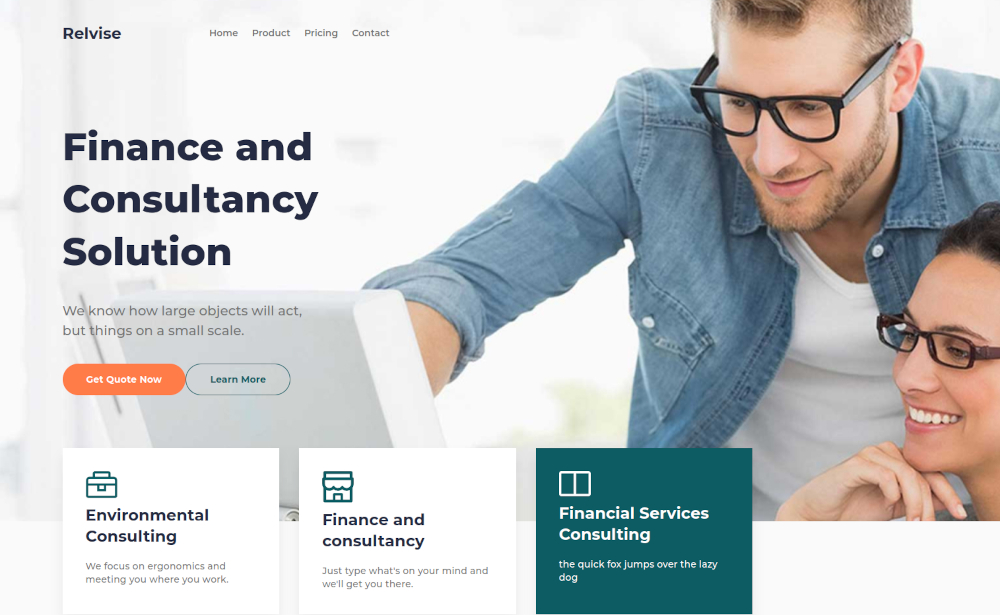 Relvise
Home Product Pricing Contact
Finance and
Consultancy
Solution
We know how large objects will act,
but things on a small scale.
Get Quote Now Learn More
Environmental
Consulting
We focus on ergonomics and
meeting you where you work.
Finance and
consultancy
Just type what's on your mind and
we'll get you there.
Financial Services
Consulting
the quick fox jumps over the lazy
dog